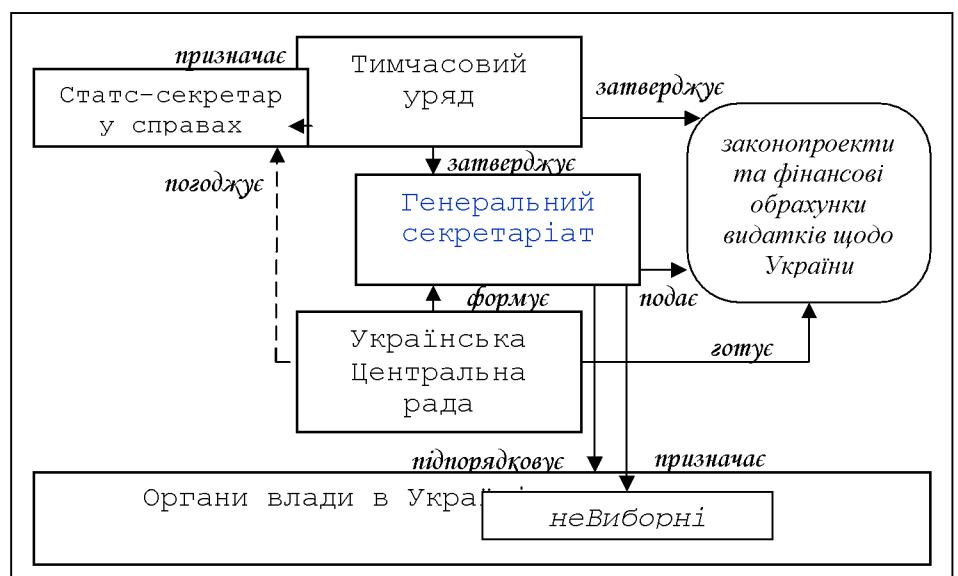 призначає
Тимчасовий
уряд
Статс-секретар
у справах
затверджує
погоджує
затверджує
законопроекти
та фінансові
обрахунки
видатків щодо
України
Генеральний
секретаріат
формує
подає
Українська
Центральна
рада
готує
підпорядковує
призначає
Органи влади в
неВиборні